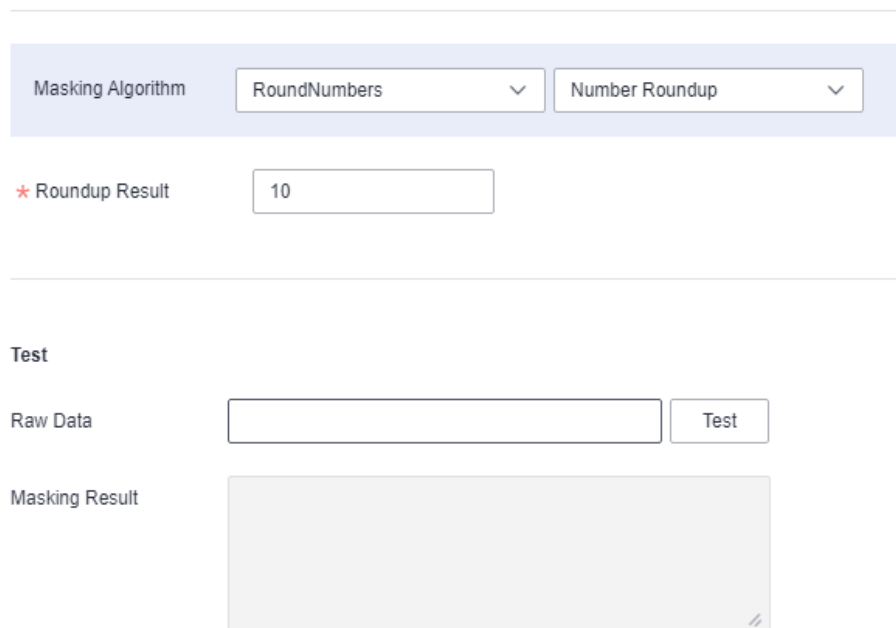 Masking Algorithm RoundNumbers Number Roundup
* Roundup Result 10
Test
Raw Data Test
Masking Result